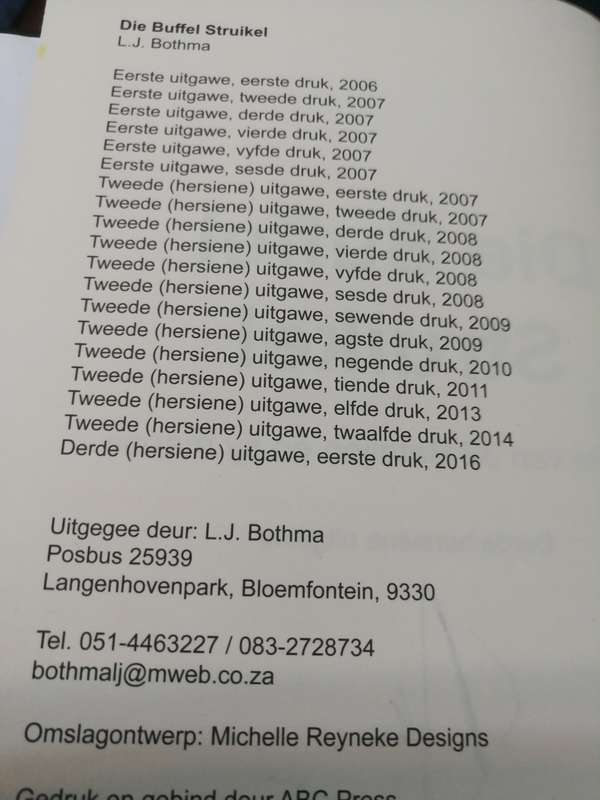 Die Buffel Struikel
L.J. Bothma
Eerste uitgawe, eerste druk, 2006
Eerste uitgawe, tweede druk, 2007
Eerste uitgawe, derde druk, 2007
Eerste uitgawe, vierde druk, 2007
Eerste uitgawe, vyfde druk, 2007
Eerste uitgawe, sesde druk, 2007
Tweede (hersiene) uitgawe, eerste druk, 2007
Tweede (hersiene) uitgawe, tweede druk, 2007
Tweede (hersiene) uitgawe, derde druk, 2008
Tweede (hersiene) uitgawe, vierde druk, 2008
Tweede (hersiene) uitgawe, vyfde druk, 2008
Tweede (hersiene) uitgawe, sesde druk, 2008
Tweede (hersiene) uitgawe, sewende druk, 2009
Tweede (hersiene) uitgawe, agste druk, 2009
Tweede (hersiene) uitgawe, negende druk, 2010
Tweede (hersiene) uitgawe, tiende druk, 2011
Tweede (hersiene) uitgawe, elfde druk, 2013
Tweede (hersiene) uitgawe, twaalfde druk, 2014
Derde (hersiene) uitgawe, eerste druk, 2016
Uitgegee deur: L.J. Bothma
Posbus 25939
Langenhovenpark, Bloemfontein, 9330
Tel. 051-4463227 / 083-2728734
bothmalj@mweb.co.za
Omslagontwerp: Michelle Reyneke Designs
Gedruk en gebind deur ABC Press